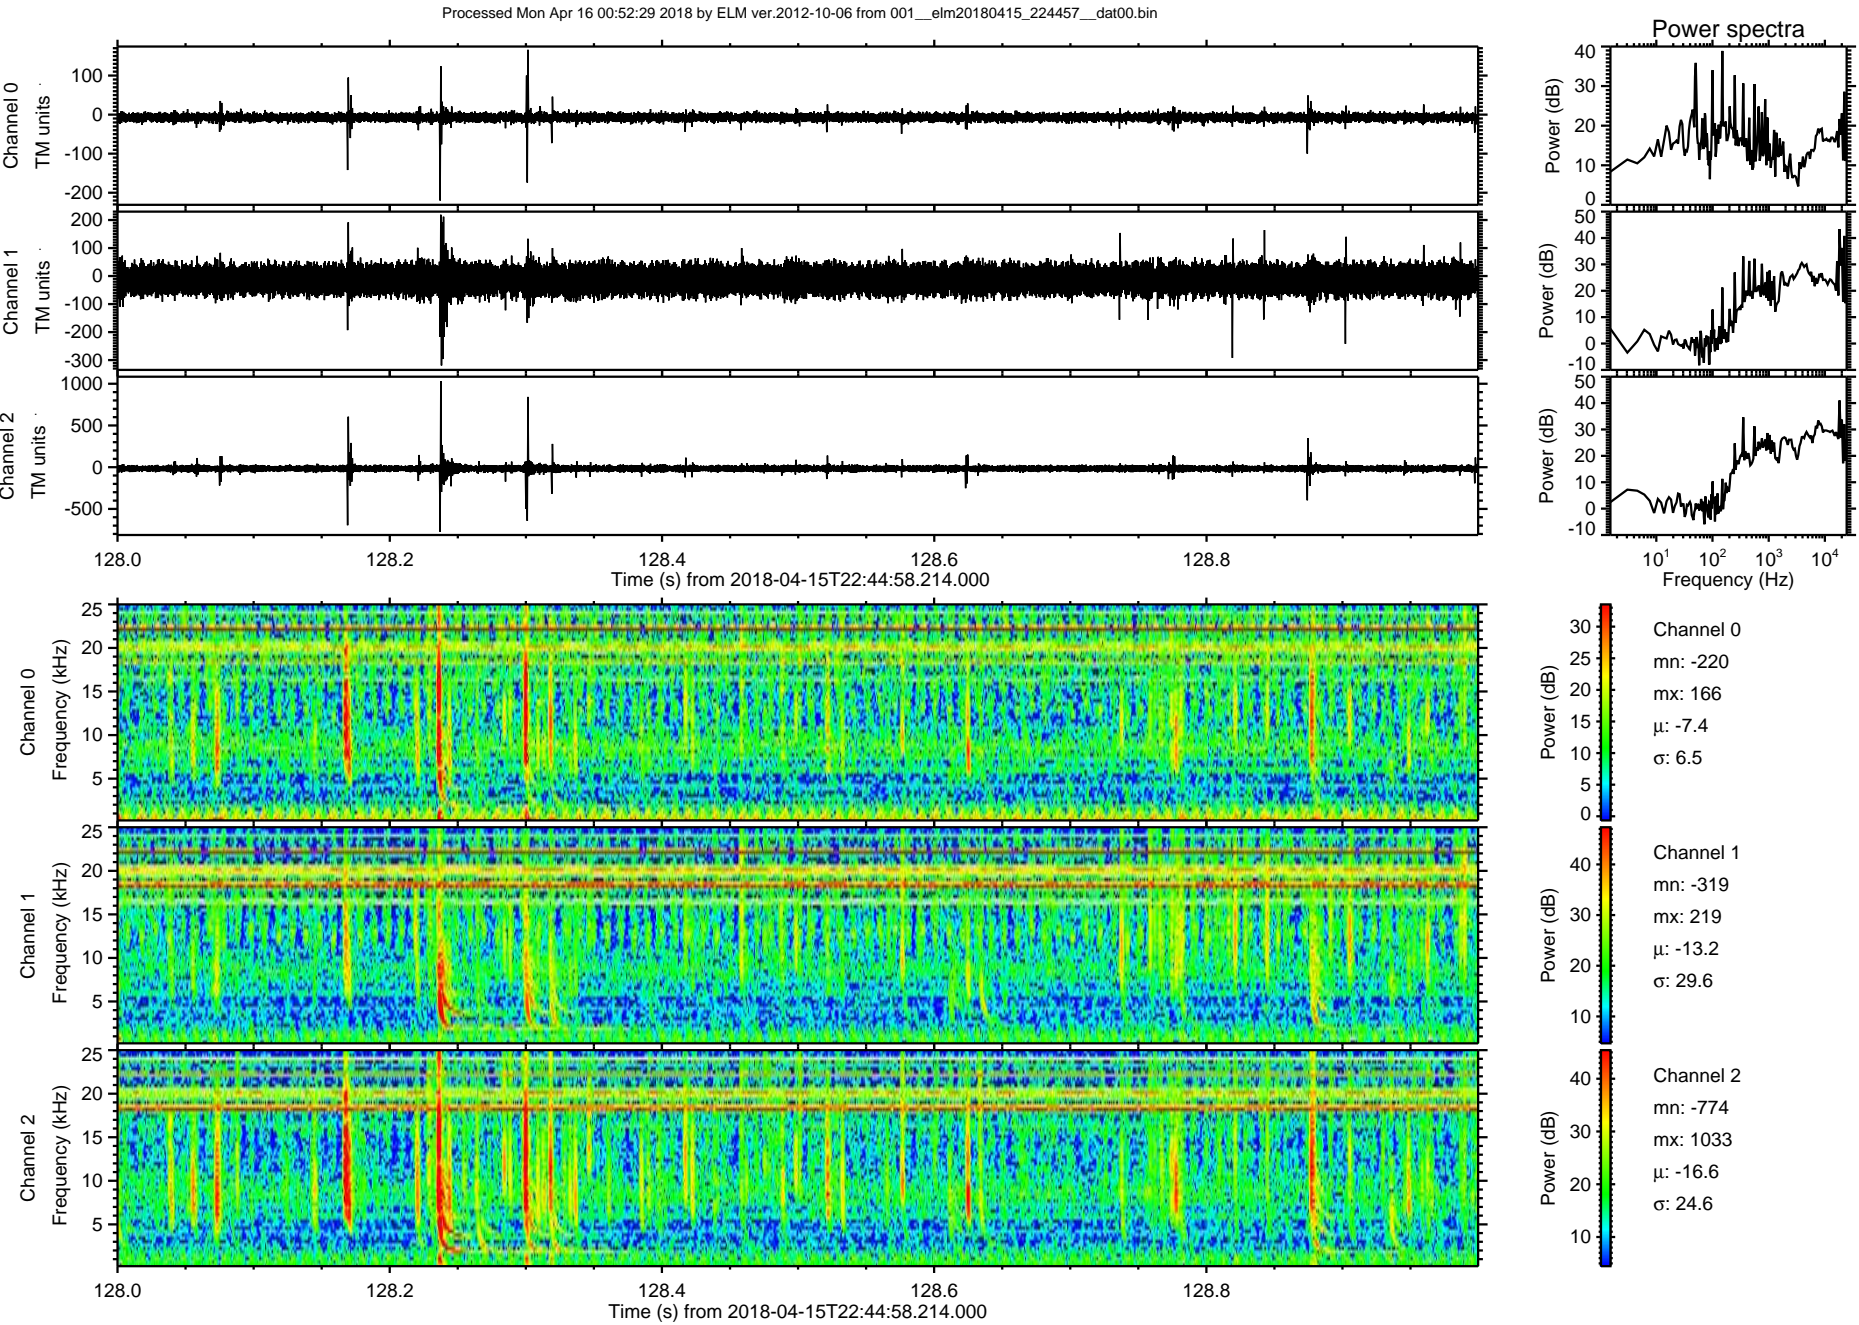 Processed Mon Apr 16 00:52:29 2018 by ELM ver.2012-10-06 from 001__elm20180415_224457__dat00.bin
Power spectra
Channel 0
TM units
100
0
-100
-200
Power (dB)
40
30
20
10
0
Channel 1
TM units
200
100
0
-100
-200
-300
Power (dB)
50
40
30
20
10
0
-10
Channel 2
TM units
1000
500
0
-500
Power (dB)
50
40
30
20
10
0
-10
128.0 128.2 128.4 128.6 128.8
Time (s) from 2018-04-15T22:44:58.214.000
10^1 10^2 10^3 10^4
Frequency (Hz)
Channel 0
Frequency (kHz)
25
20
15
10
5
Power (dB)
30
25
20
15
10
5
0
Channel 0
mn: -220
mx: 166
μ: -7.4
σ: 6.5
Channel 1
Frequency (kHz)
25
20
15
10
5
Power (dB)
40
30
20
10
Channel 1
mn: -319
mx: 219
μ: -13.2
σ: 29.6
Channel 2
Frequency (kHz)
25
20
15
10
5
Power (dB)
40
30
20
10
Channel 2
mn: -774
mx: 1033
μ: -16.6
σ: 24.6
128.0 128.2 128.4 128.6 128.8
Time (s) from 2018-04-15T22:44:58.214.000